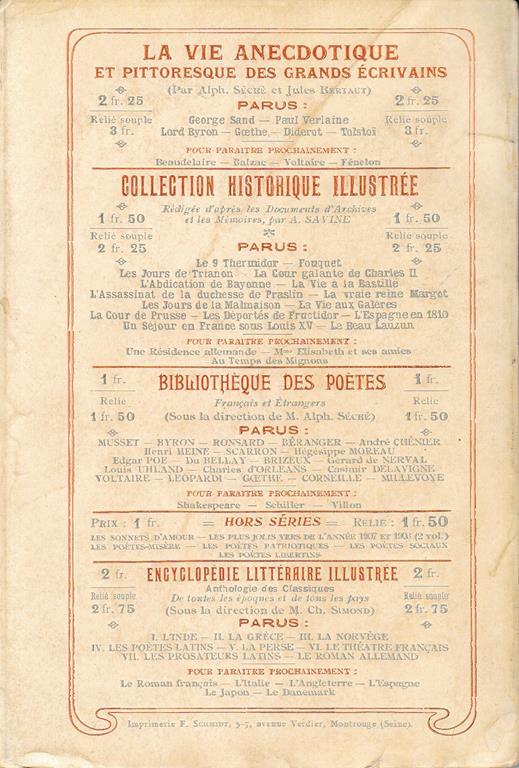 LA VIE ANECDOTIQUE
ET PITTORESQUE DES GRANDS ÉCRIVAINS
(Par Alph. SÉCHÉ et Jules BERTAUT)
2 fr. 25 PARUS : 2 fr. 25
Relié souple George Sand — Paul Verlaine Relié souple
3 fr. Lord Byron — Gœthe — Diderot — Tolstoï 3 fr.
POUR PARAITRE PROCHAINEMENT :
Beaudelaire — Balzac — Voltaire — Fénelon
COLLECTION HISTORIQUE ILLUSTRÉE
Rédigée d'après les Documents d'Archives
1 fr. 50 et les Mémoires, par A. SAVINE 1 fr. 50
Relié souple Relié souple
2 fr. 25 PARUS : 2 fr. 25
Le 9 Thermidor — Fouquet
Les Jours de Trianon — La Cour galante de Charles II
L'Abdication de Bayonne — La Vie à la Bastille
L'Assassinat de la duchesse de Praslin — La vraie reine Margot
Les Jours de la Malmaison — La Vie aux Galères
La Cour de Prusse — Les Déportés de Fructidor — L'Espagne en 1810
Un Séjour en France sous Louis XV — Le Beau Lauzun
POUR PARAITRE PROCHAINEMENT :
Une Résidence allemande — Mme Elisabeth et ses amies
Au Temps des Mignons
1 fr. BIBLIOTHÈQUE DES POÈTES 1 fr.
Relié Français et Étrangers Relié
1 fr. 50 (Sous la direction de M. Alph. SÉCHÉ) 1 fr. 50
PARUS :
MUSSET — BYRON — RONSARD — BÉRANGER — André CHÉNIER
Henri HEINE — SCARRON — Hégésippe MOREAU
Edgar POE — Du BELLAY — BRIZEUX — Gérard de NERVAL
Louis UHLAND — Charles d'ORLEANS — Casimir DELAVIGNE
VOLTAIRE — LEOPARDI — GŒTHE — CORNEILLE — MILLEVOYE
POUR PARAITRE PROCHAINEMENT :
Shakespeare — Schiller — Villon
PRIX : 1 fr. = HORS SÉRIES = RELIE : 1 fr. 50
LES SONNETS D'AMOUR — LES PLUS JOLIS VERS DE L'ANNÉE 1907 ET 1908 (2 vol.)
LES POÈTES-MISÈRE — LES POÈTES PATRIOTIQUES — LES POÈTES SOCIAUX
LES POÈTES LIBERTINS
2 fr. ENCYCLOPÉDIE LITTÉRAIRE ILLUSTRÉE 2 fr.
Anthologie des Classiques
Relié souple De toutes les époques et de tous les pays Relié souple
2 fr. 75 (Sous la direction de M. Ch. SIMOND) 2 fr. 75
PARUS :
I. L'INDE — II. LA GRÈCE — III. LA NORVÈGE
IV. LES POÈTES LATINS — V. LA PERSE — VI. LE THÉATRE FRANÇAIS
VII. LES PROSATEURS LATINS — LE ROMAN ALLEMAND
POUR PARAITRE PROCHAINEMENT :
Le Roman français — L'Italie — L'Angleterre — L'Espagne
Le Japon — Le Danemark
Imprimerie F. SCHMIDT, 5-7, avenue Verdier, Montrouge (Seine).